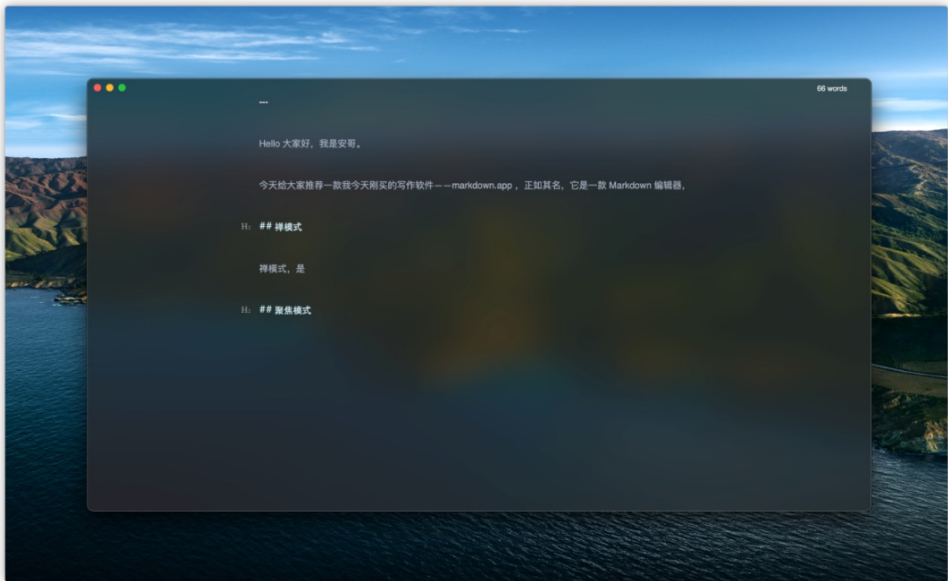 66 words
---
Hello 大家好，我是安哥。
今天给大家推荐一款我今天刚买的写作软件——markdown.app ，正如其名，它是一款 Markdown 编辑器，
H₂ ## 禅模式
禅模式，是
H₂ ## 聚焦模式